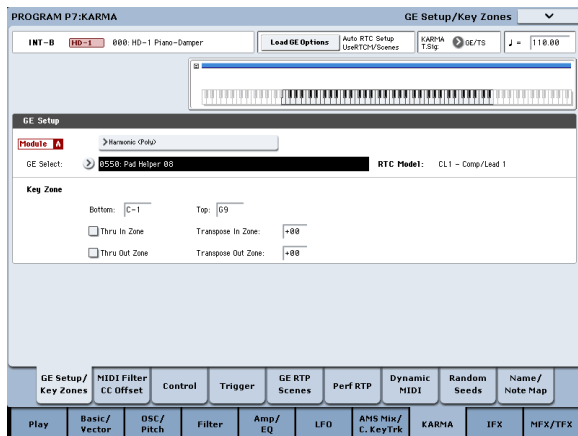 PROGRAM P7:KARMA GE Setup/Key Zones
INT-B HD-1 000: HD-1 Piano-Damper Load GE Options Auto RTC Setup UseRTCM/Scenes KARMA T.Sig: GE/TS ♩ = 110.00
GE Setup
Module A Harmonic (Poly)
GE Select: 0550: Pad Helper 08 RTC Model: CL1 - Comp/Lead 1
Key Zone
Bottom: C-1 Top: G9
Thru In Zone Transpose In Zone: +00
Thru Out Zone Transpose Out Zone: +00
GE Setup/ Key Zones MIDI Filter CC Offset Control Trigger GE RTP Scenes Perf RTP Dynamic MIDI Random Seeds Name/ Note Map
Play Basic/ Vector OSC/ Pitch Filter Amp/ EQ LFO AMS Mix/ C. KeyTrk KARMA IFX MFX/TFX